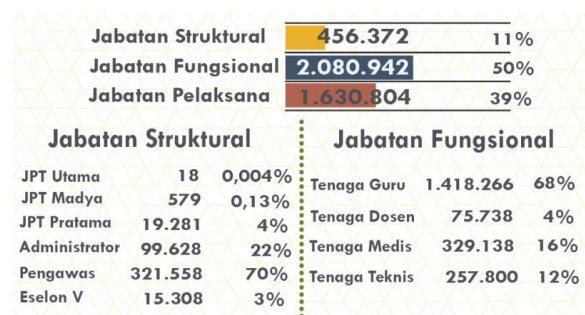 Jabatan Struktural 456.372 11%
Jabatan Fungsional 2.080.942 50%
Jabatan Pelaksana 1.630.804 39%
Jabatan Struktural
JPT Utama 18 0,004%
JPT Madya 579 0,13%
JPT Pratama 19.281 4%
Administrator 99.628 22%
Pengawas 321.558 70%
Eselon V 15.308 3%
Jabatan Fungsional
Tenaga Guru 1.418.266 68%
Tenaga Dosen 75.738 4%
Tenaga Medis 329.138 16%
Tenaga Teknis 257.800 12%